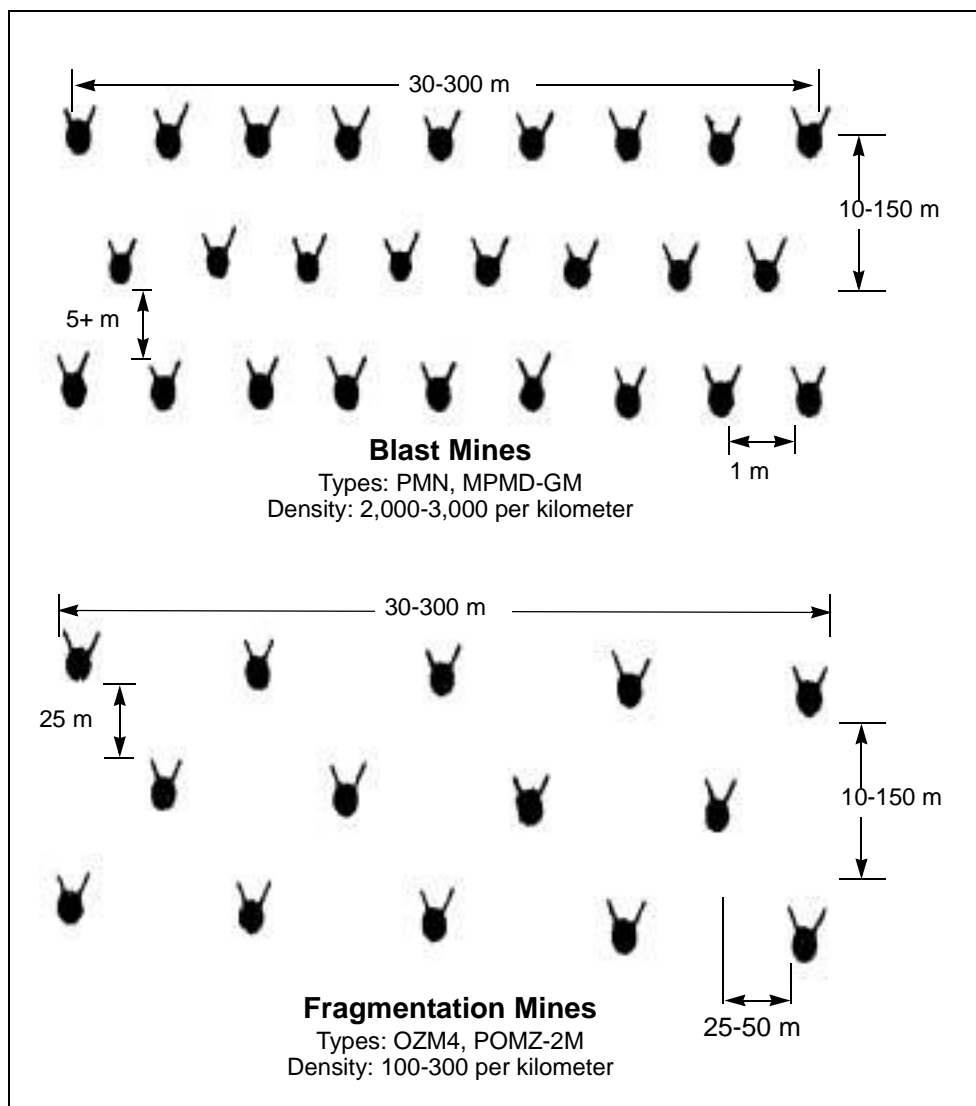 30-300 m
10-150 m
5+ m
1 m
Blast Mines
Types: PMN, MPMD-GM
Density: 2,000-3,000 per kilometer
30-300 m
25 m
10-150 m
25-50 m
Fragmentation Mines
Types: OZM4, POMZ-2M
Density: 100-300 per kilometer